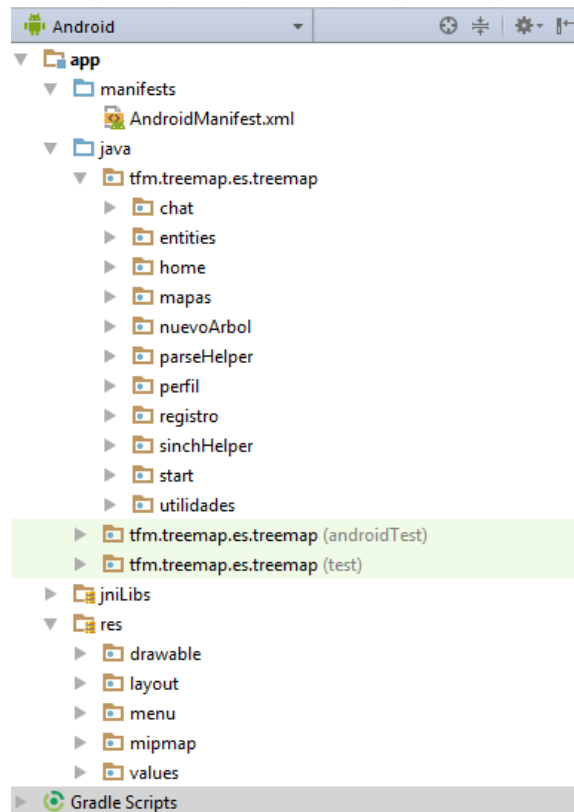 Android
app
manifests
AndroidManifest.xml
java
tfm.treemap.es.treemap
chat
entities
home
mapas
nuevoArbol
parseHelper
perfil
registro
sinchHelper
start
utilidades
tfm.treemap.es.treemap (androidTest)
tfm.treemap.es.treemap (test)
jniLibs
res
drawable
layout
menu
mipmap
values
Gradle Scripts